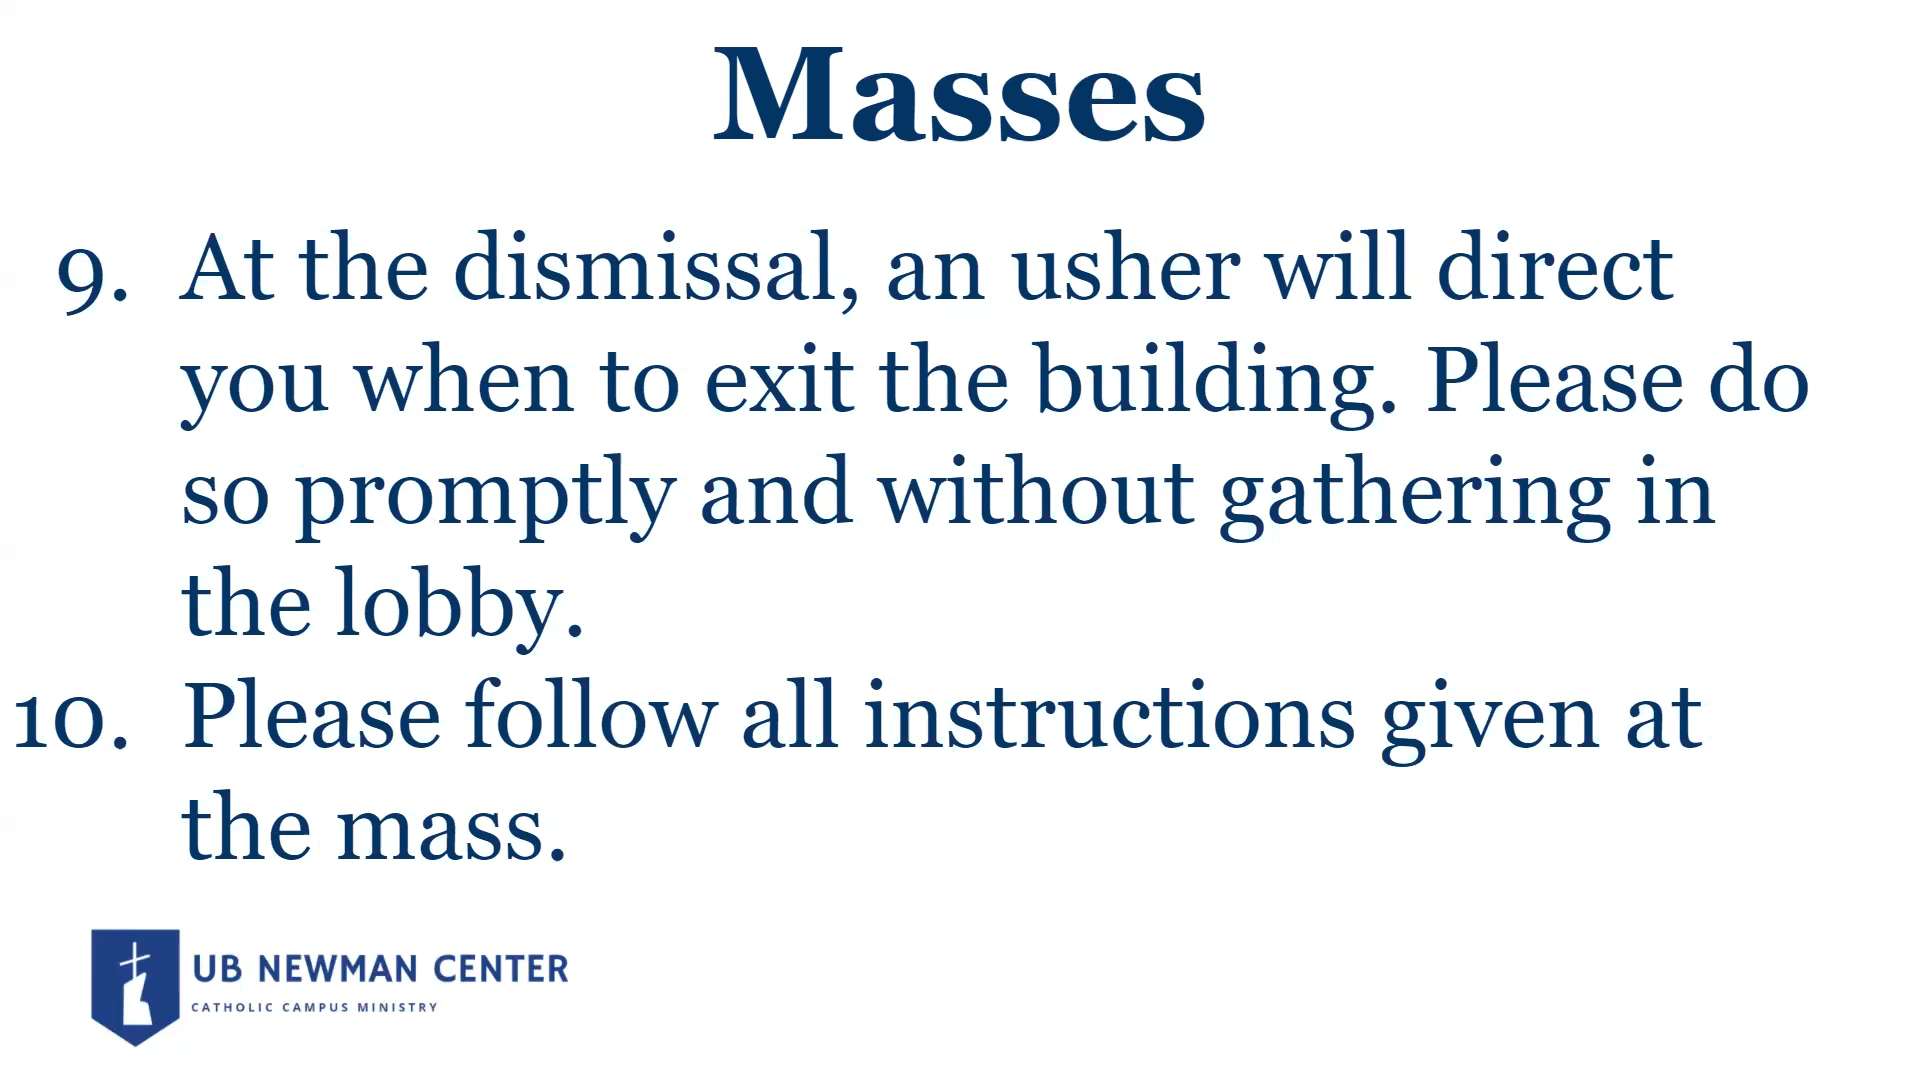 Masses
9. At the dismissal, an usher will direct
you when to exit the building. Please do
so promptly and without gathering in
the lobby.
10. Please follow all instructions given at
the mass.
UB NEWMAN CENTER
CATHOLIC CAMPUS MINISTRY